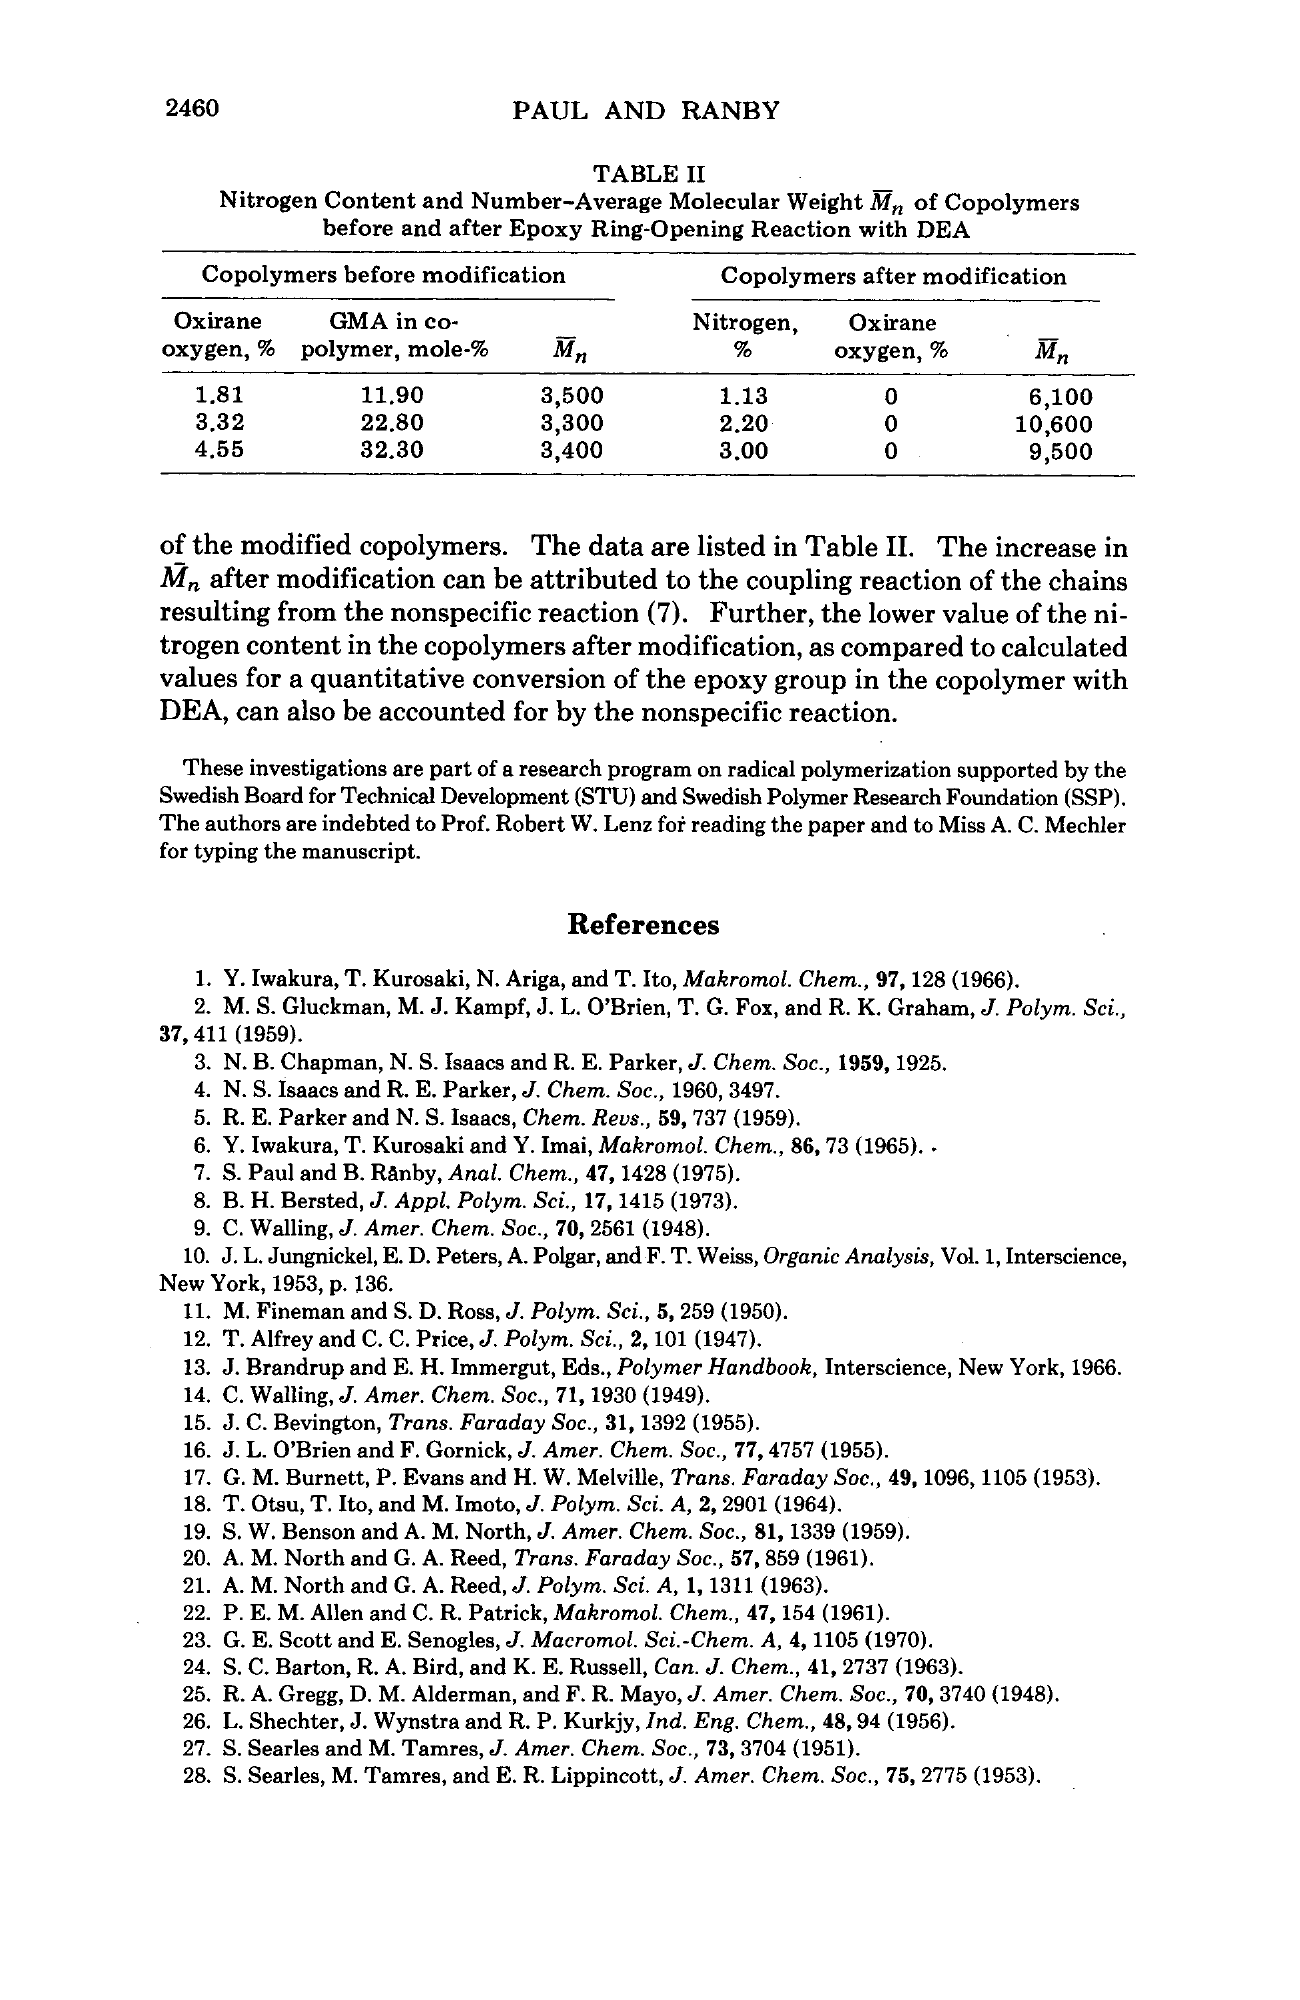 2460 PAUL AND RANBY
TABLE II
Nitrogen Content and Number-Average Molecular Weight M̅n of Copolymers
before and after Epoxy Ring-Opening Reaction with DEA
Copolymers before modification Copolymers after modification
Oxirane GMA in co- Nitrogen, Oxirane
oxygen, % polymer, mole-% M̅n % oxygen, % M̅n
1.81 11.90 3,500 1.13 0 6,100
3.32 22.80 3,300 2.20 0 10,600
4.55 32.30 3,400 3.00 0 9,500
of the modified copolymers. The data are listed in Table II. The increase in
M̅n after modification can be attributed to the coupling reaction of the chains
resulting from the nonspecific reaction (7). Further, the lower value of the ni-
trogen content in the copolymers after modification, as compared to calculated
values for a quantitative conversion of the epoxy group in the copolymer with
DEA, can also be accounted for by the nonspecific reaction.
These investigations are part of a research program on radical polymerization supported by the
Swedish Board for Technical Development (STU) and Swedish Polymer Research Foundation (SSP).
The authors are indebted to Prof. Robert W. Lenz for reading the paper and to Miss A. C. Mechler
for typing the manuscript.
References
1. Y. Iwakura, T. Kurosaki, N. Ariga, and T. Ito, Makromol. Chem., 97, 128 (1966).
2. M. S. Gluckman, M. J. Kampf, J. L. O'Brien, T. G. Fox, and R. K. Graham, J. Polym. Sci.,
37, 411 (1959).
3. N. B. Chapman, N. S. Isaacs and R. E. Parker, J. Chem. Soc., 1959, 1925.
4. N. S. Isaacs and R. E. Parker, J. Chem. Soc., 1960, 3497.
5. R. E. Parker and N. S. Isaacs, Chem. Revs., 59, 737 (1959).
6. Y. Iwakura, T. Kurosaki and Y. Imai, Makromol. Chem., 86, 73 (1965).
7. S. Paul and B. Rånby, Anal. Chem., 47, 1428 (1975).
8. B. H. Bersted, J. Appl. Polym. Sci., 17, 1415 (1973).
9. C. Walling, J. Amer. Chem. Soc., 70, 2561 (1948).
10. J. L. Jungnickel, E. D. Peters, A. Polgar, and F. T. Weiss, Organic Analysis, Vol. 1, Interscience,
New York, 1953, p. 136.
11. M. Fineman and S. D. Ross, J. Polym. Sci., 5, 259 (1950).
12. T. Alfrey and C. C. Price, J. Polym. Sci., 2, 101 (1947).
13. J. Brandrup and E. H. Immergut, Eds., Polymer Handbook, Interscience, New York, 1966.
14. C. Walling, J. Amer. Chem. Soc., 71, 1930 (1949).
15. J. C. Bevington, Trans. Faraday Soc., 31, 1392 (1955).
16. J. L. O'Brien and F. Gornick, J. Amer. Chem. Soc., 77, 4757 (1955).
17. G. M. Burnett, P. Evans and H. W. Melville, Trans. Faraday Soc., 49, 1096, 1105 (1953).
18. T. Otsu, T. Ito, and M. Imoto, J. Polym. Sci. A, 2, 2901 (1964).
19. S. W. Benson and A. M. North, J. Amer. Chem. Soc., 81, 1339 (1959).
20. A. M. North and G. A. Reed, Trans. Faraday Soc., 57, 859 (1961).
21. A. M. North and G. A. Reed, J. Polym. Sci. A, 1, 1311 (1963).
22. P. E. M. Allen and C. R. Patrick, Makromol. Chem., 47, 154 (1961).
23. G. E. Scott and E. Senogles, J. Macromol. Sci.-Chem. A, 4, 1105 (1970).
24. S. C. Barton, R. A. Bird, and K. E. Russell, Can. J. Chem., 41, 2737 (1963).
25. R. A. Gregg, D. M. Alderman, and F. R. Mayo, J. Amer. Chem. Soc., 70, 3740 (1948).
26. L. Shechter, J. Wynstra and R. P. Kurkjy, Ind. Eng. Chem., 48, 94 (1956).
27. S. Searles and M. Tamres, J. Amer. Chem. Soc., 73, 3704 (1951).
28. S. Searles, M. Tamres, and E. R. Lippincott, J. Amer. Chem. Soc., 75, 2775 (1953).